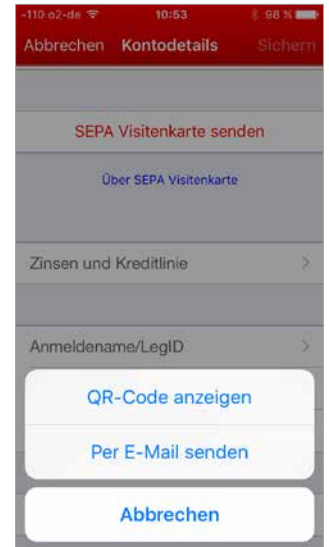 -110 o2-de 10:53 98 %
Abbrechen Kontodetails Sichern
SEPA Visitenkarte senden
Über SEPA Visitenkarte
Zinsen und Kreditlinie
Anmeldename/LegID
QR-Code anzeigen
Per E-Mail senden
Abbrechen